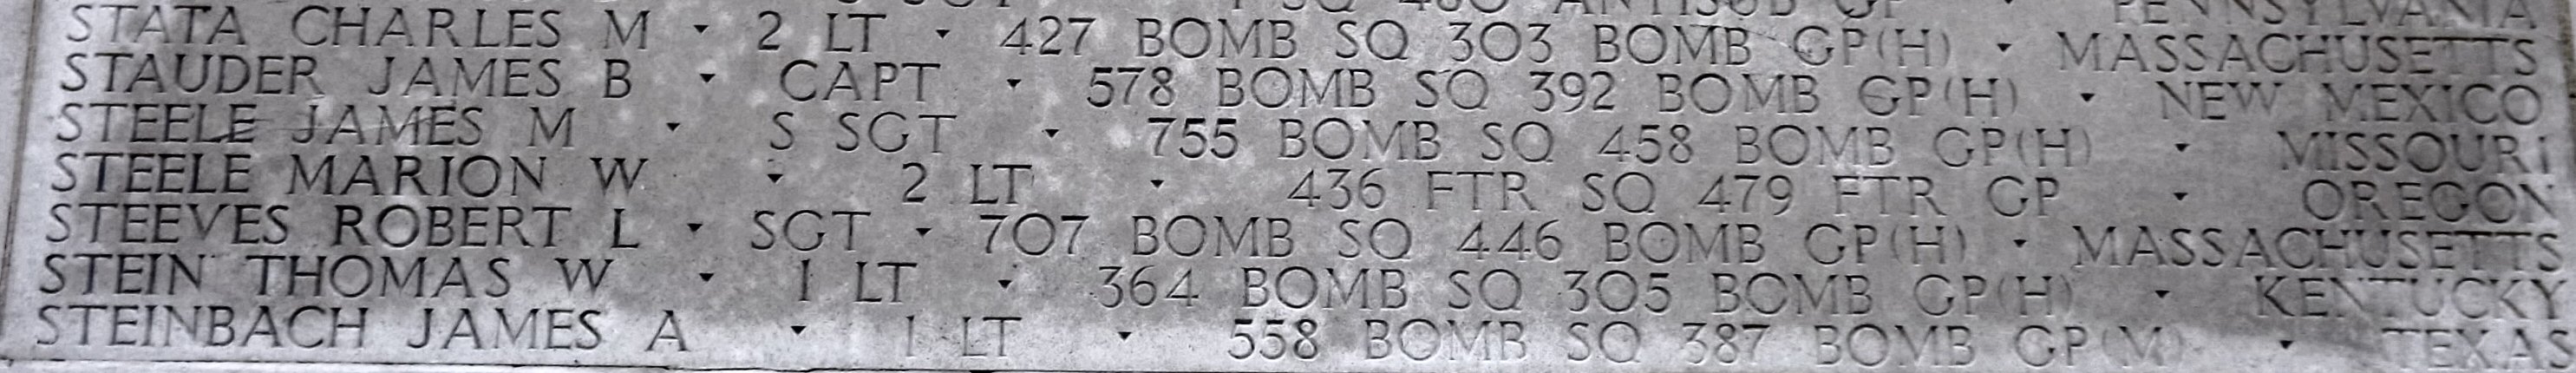 PENNSYLVANIA
STATA CHARLES M ▾ 2 LT ▾ 427 BOMB SQ 303 BOMB GP(H) ▾ MASSACHUSETTS
STAUDER JAMES B ▾ CAPT ▾ 578 BOMB SQ 392 BOMB GP(H) ▾ NEW MEXICO
STEELE JAMES M ▾ S SGT ▾ 755 BOMB SQ 458 BOMB GP(H) ▾ MISSOURI
STEELE MARION W ▾ 2 LT ▾ 436 FTR SQ 479 FTR GP ▾ OREGON
STEEVES ROBERT L ▾ SGT ▾ 707 BOMB SQ 446 BOMB GP(H) ▾ MASSACHUSETTS
STEIN THOMAS W ▾ 1 LT ▾ 364 BOMB SQ 305 BOMB GP(H) ▾ KENTUCKY
STEINBACH JAMES A ▾ 1 LT ▾ 558 BOMB SQ 387 BOMB GP(M) ▾ TEXAS